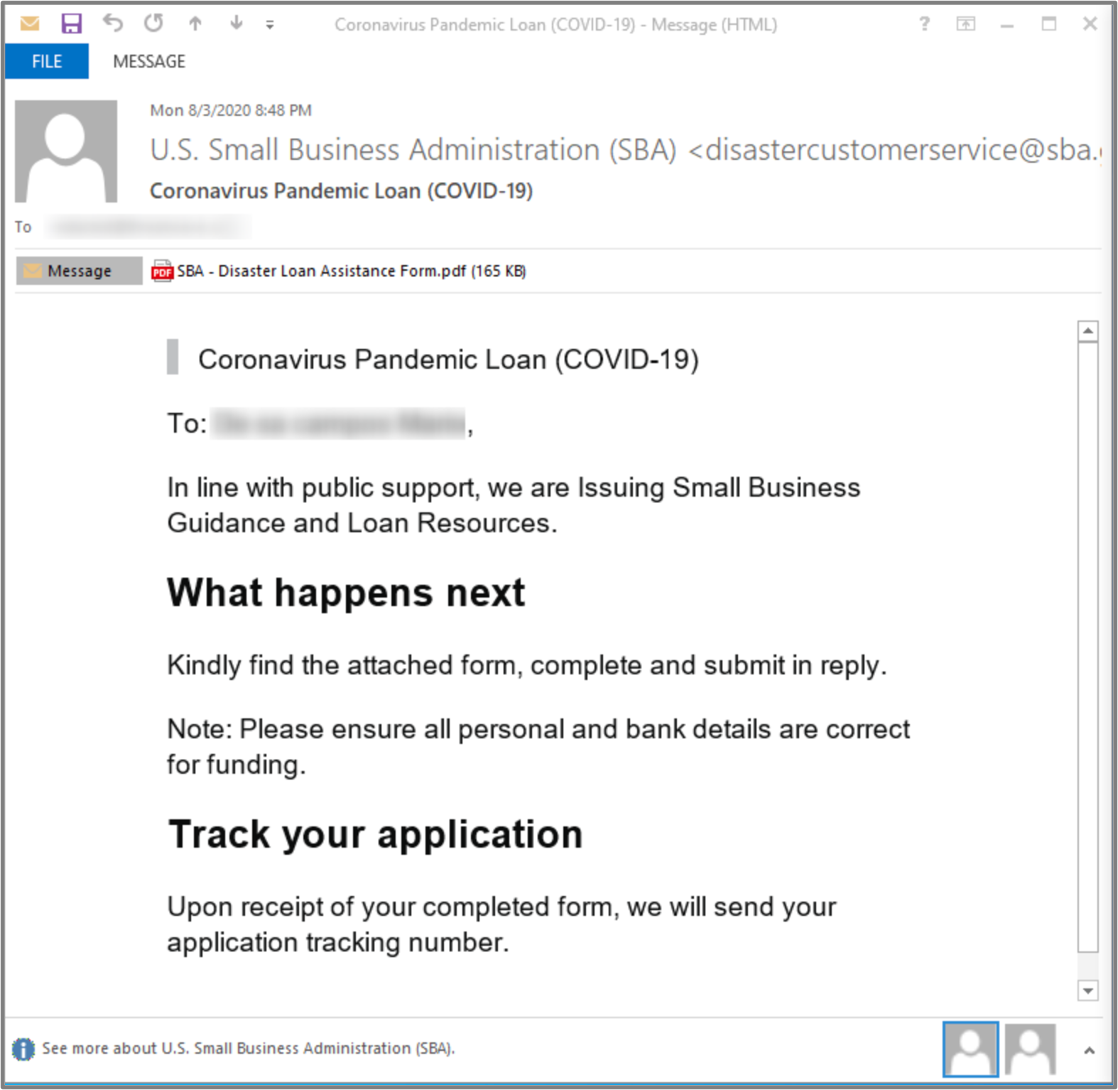 Coronavirus Pandemic Loan (COVID-19) - Message (HTML)
FILE MESSAGE
Mon 8/3/2020 8:48 PM
U.S. Small Business Administration (SBA) <disastercustomerservice@sba.
Coronavirus Pandemic Loan (COVID-19)
To
Message PDF SBA - Disaster Loan Assistance Form.pdf (165 KB)
Coronavirus Pandemic Loan (COVID-19)
To: ,
In line with public support, we are Issuing Small Business
Guidance and Loan Resources.
What happens next
Kindly find the attached form, complete and submit in reply.
Note: Please ensure all personal and bank details are correct
for funding.
Track your application
Upon receipt of your completed form, we will send your
application tracking number.
See more about U.S. Small Business Administration (SBA).